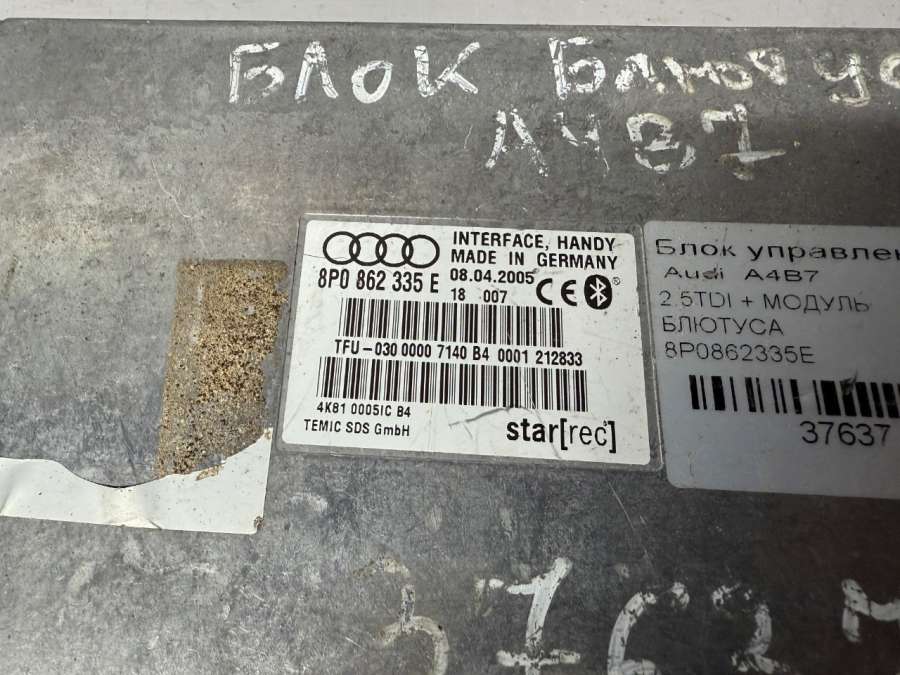 БЛОК Блютус
А4В7
INTERFACE, HANDY
MADE IN GERMANY
8P0 862 335 E
08.04.2005
18 007
CE
TFU-030 0000 7140 B4 0001 212833
4K81 0005IC B4
TEMIC SDS GmbH
star[rec]
Блок управлен
Audi A4B7
2.5TDI + МОДУЛЬ
БЛЮТУСА
8P0862335E
37637